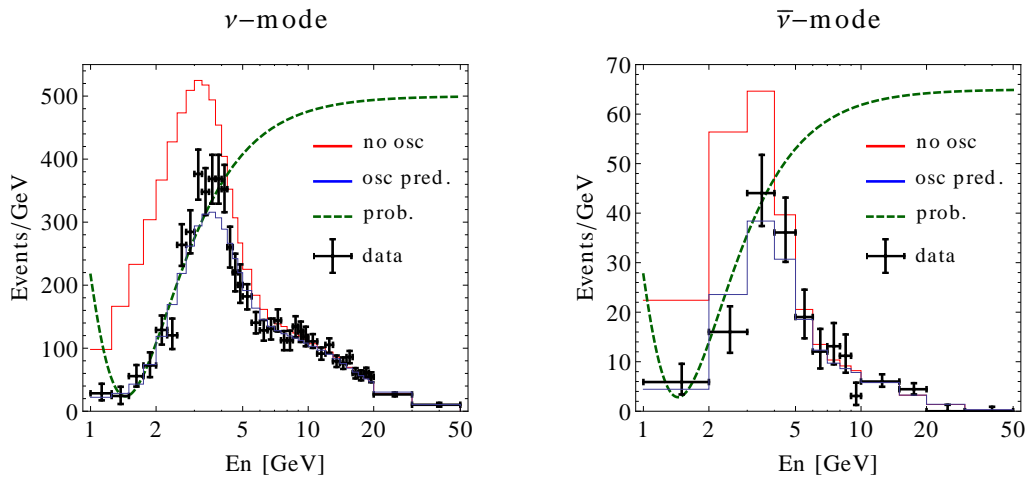 ν−mode
Events/GeV
500
400
300
200
100
0
no osc
osc pred.
prob.
data
1
2
5
10
20
50
En [GeV]
ν̅−mode
Events/GeV
70
60
50
40
30
20
10
0
no osc
osc pred.
prob.
data
1
2
5
10
20
50
En [GeV]